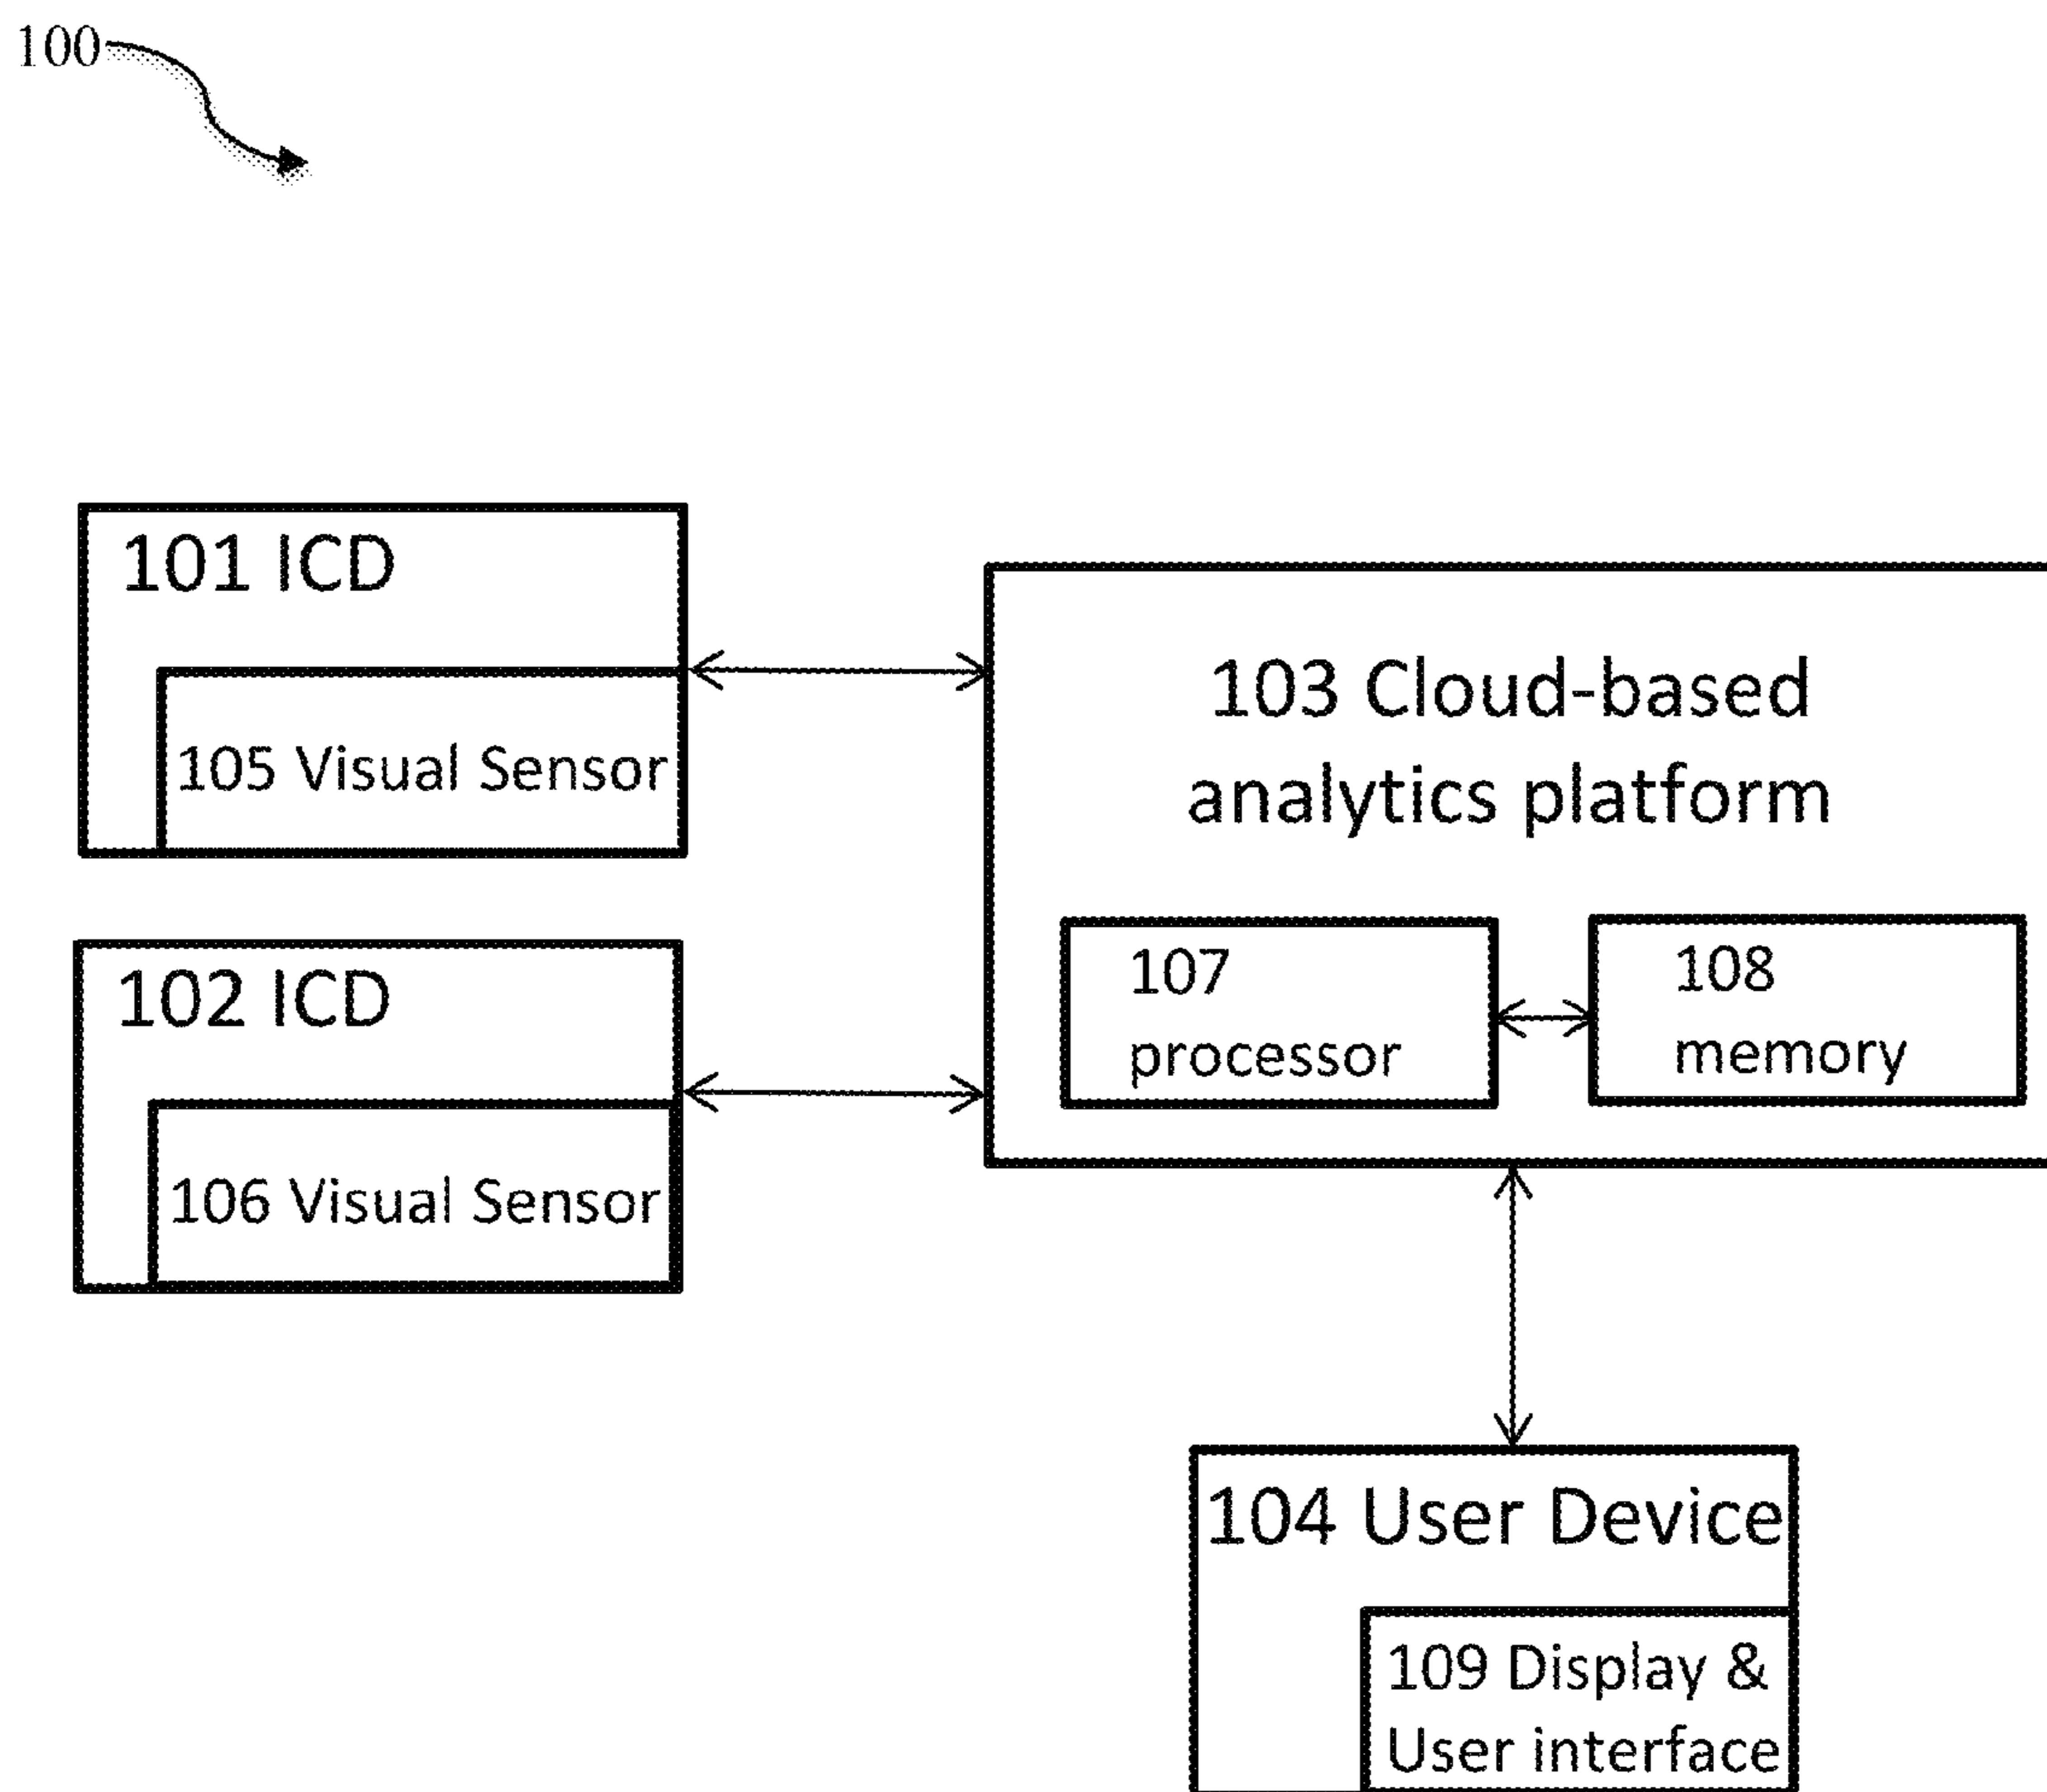 100
101 ICD
105 Visual Sensor
102 ICD
106 Visual Sensor
103 Cloud-based
analytics platform
107
processor
108
memory
104 User Device
109 Display &
User interface